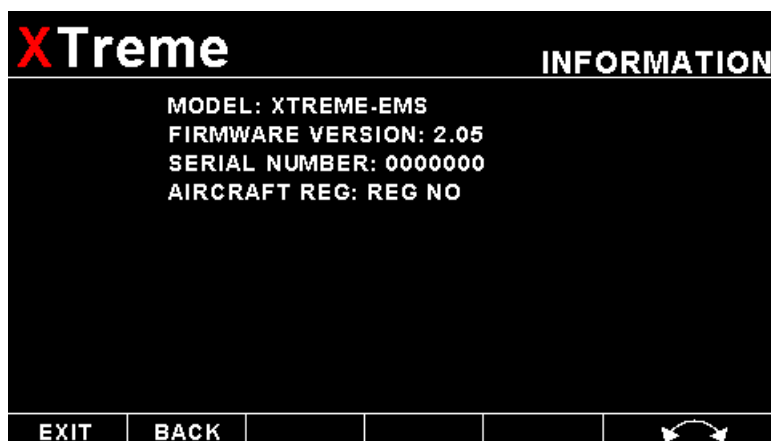 XTreme
INFORMATION
MODEL: XTREME-EMS
FIRMWARE VERSION: 2.05
SERIAL NUMBER: 0000000
AIRCRAFT REG: REG NO
EXIT BACK